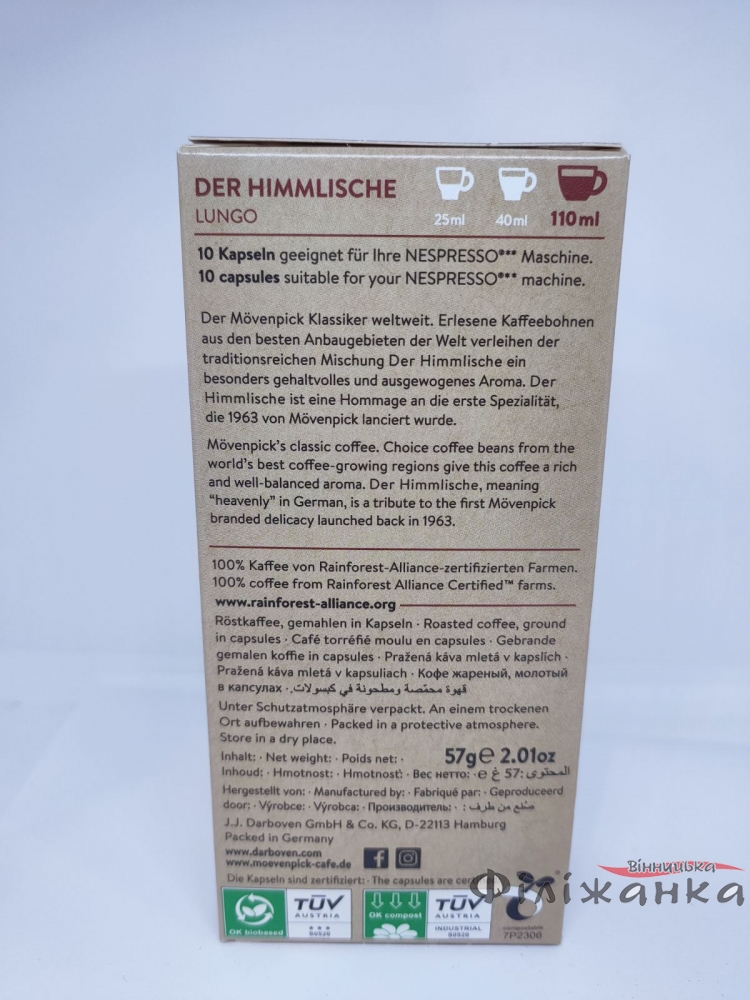 DER HIMMLISCHE
LUNGO
25ml 40ml 110ml
10 Kapseln geeignet für Ihre NESPRESSO®** Maschine.
10 capsules suitable for your NESPRESSO®** machine.
Der Mövenpick Klassiker weltweit. Erlesene Kaffeebohnen
aus den besten Anbaugebieten der Welt verleihen der
traditionsreichen Mischung Der Himmlische ein
besonders gehaltvolles und ausgewogenes Aroma. Der
Himmlische ist eine Hommage an die erste Spezialität,
die 1963 von Mövenpick lanciert wurde.
Mövenpick's classic coffee. Choice coffee beans from the
world's best coffee-growing regions give this coffee a rich
and well-balanced aroma. Der Himmlische, meaning
"heavenly" in German, is a tribute to the first Mövenpick
branded delicacy launched back in 1963.
100% Kaffee von Rainforest-Alliance-zertifizierten Farmen.
100% coffee from Rainforest Alliance Certified™ farms.
www.rainforest-alliance.org
Röstkaffee, gemahlen in Kapseln · Roasted coffee, ground
in capsules · Café torréfié moulu en capsules · Gebrande
gemalen koffie in capsules · Pražená káva mletá v kapslích ·
Pražená káva mletá v kapsuliach · Кофе жареный, молотый
в капсулах · قهوة محمّصة ومطحونة في كبسولات.
Unter Schutzatmosphäre verpackt. An einem trockenen
Ort aufbewahren · Packed in a protective atmosphere.
Store in a dry place.
Inhalt: · Net weight: · Poids net: · 57g℮ 2.01oz
Inhoud: · Hmotnost: · Hmotnosť: · Вес нетто: · المحتوى: 57 غ ℮
Hergestellt von: · Manufactured by: · Fabriqué par: · Geproduceerd
door: · Výrobce: · Výrobca: · Производитель: · صُنع من طرف:
J.J. Darboven GmbH & Co. KG, D-22113 Hamburg
Packed in Germany
www.darboven.com
www.moevenpick-cafe.de
Die Kapseln sind zertifiziert: · The capsules are
OK biobased TÜV AUSTRIA OK compost TÜV AUSTRIA INDUSTRIAL
compostable
7P2306
Вінницька
Філіжанка